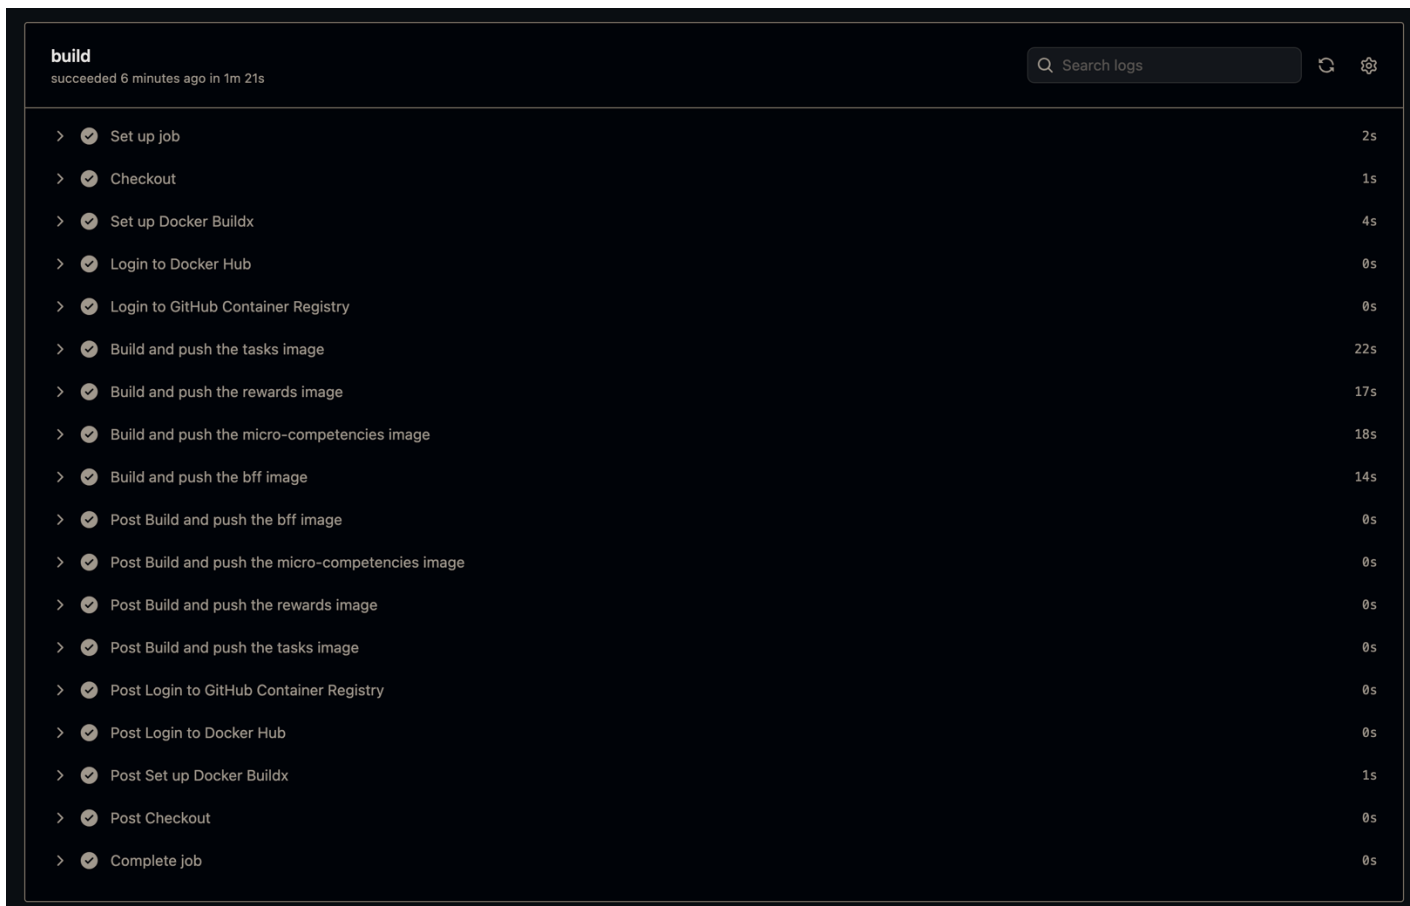 build
succeeded 6 minutes ago in 1m 21s
Search logs
Set up job 2s
Checkout 1s
Set up Docker Buildx 4s
Login to Docker Hub 0s
Login to GitHub Container Registry 0s
Build and push the tasks image 22s
Build and push the rewards image 17s
Build and push the micro-competencies image 18s
Build and push the bff image 14s
Post Build and push the bff image 0s
Post Build and push the micro-competencies image 0s
Post Build and push the rewards image 0s
Post Build and push the tasks image 0s
Post Login to GitHub Container Registry 0s
Post Login to Docker Hub 0s
Post Set up Docker Buildx 1s
Post Checkout 0s
Complete job 0s